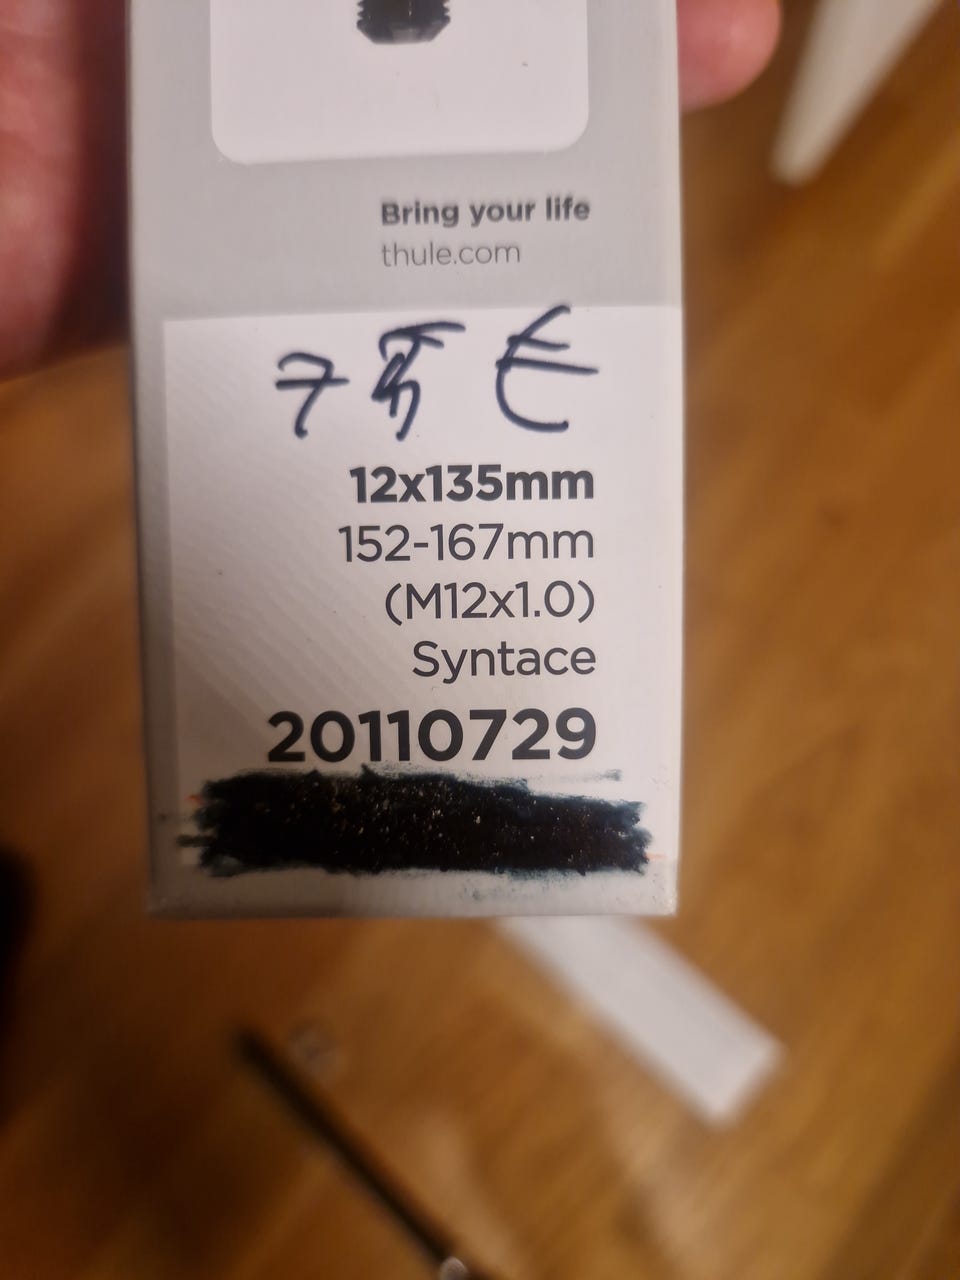 Bring your life
thule.com
75 €
12x135mm
152-167mm
(M12x1.0)
Syntace
20110729